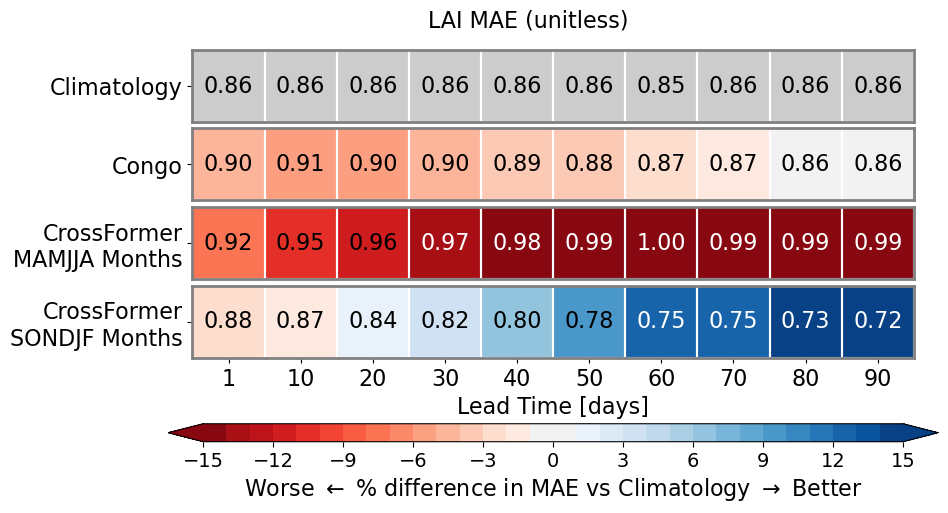 LAI MAE (unitless)
Climatology 0.86 0.86 0.86 0.86 0.86 0.86 0.85 0.86 0.86 0.86
Congo 0.90 0.91 0.90 0.90 0.89 0.88 0.87 0.87 0.86 0.86
CrossFormer
MAMJJA Months
0.92 0.95 0.96 0.97 0.98 0.99 1.00 0.99 0.99 0.99
CrossFormer
SONDJF Months
0.88 0.87 0.84 0.82 0.80 0.78 0.75 0.75 0.73 0.72
1 10 20 30 40 50 60 70 80 90
Lead Time [days]
−15 −12 −9 −6 −3 0 3 6 9 12 15
Worse ← % difference in MAE vs Climatology → Better